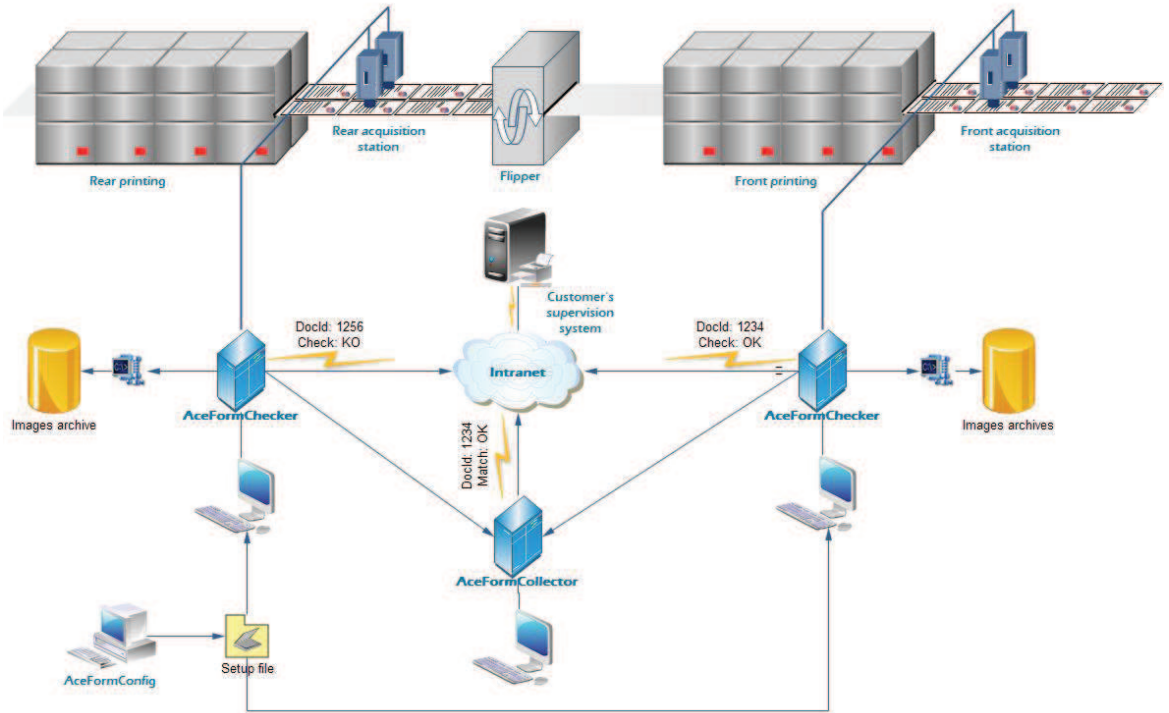 Rear acquisition
station
Front acquisition
station
Rear printing
Flipper
Front printing
Customer's
supervision
system
DocId: 1256
Check: KO
DocId: 1234
Check: OK
Intranet
=
Images archive
AceFormChecker
AceFormChecker
Images archives
DocId: 1234
Match: OK
AceFormCollector
Setup file
AceFormConfig